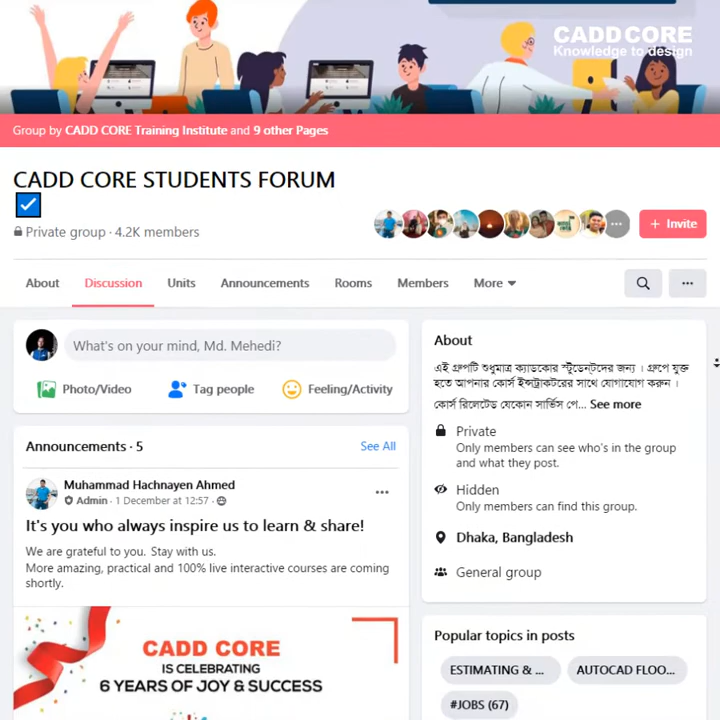 CADD CORE
Knowledge to design
Group by CADD CORE Training Institute and 9 other Pages
CADD CORE STUDENTS FORUM
Private group · 4.2K members
+ Invite
About
Discussion
Units
Announcements
Rooms
Members
More
What's on your mind, Md. Mehedi?
Photo/Video
Tag people
Feeling/Activity
Announcements · 5
See All
Muhammad Hachnayen Ahmed
Admin · 1 December at 12:57 ·
It's you who always inspire us to learn & share!
We are grateful to you. Stay with us.
More amazing, practical and 100% live interactive courses are coming
shortly.
CADD CORE
IS CELEBRATING
6 YEARS OF JOY & SUCCESS
About
এই গ্রুপটি শুধুমাত্র ক্যাডকোর স্টুডেন্টদের জন্য । গ্রুপে যুক্ত
হতে আপনার কোর্স ইন্সট্রাকটরের সাথে যোগাযোগ করুন ।
কোর্স রিলেটেড যেকোন সার্ভিস পে... See more
Private
Only members can see who's in the group
and what they post.
Hidden
Only members can find this group.
Dhaka, Bangladesh
General group
Popular topics in posts
ESTIMATING & ...
AUTOCAD FLOO...
#JOBS (67)